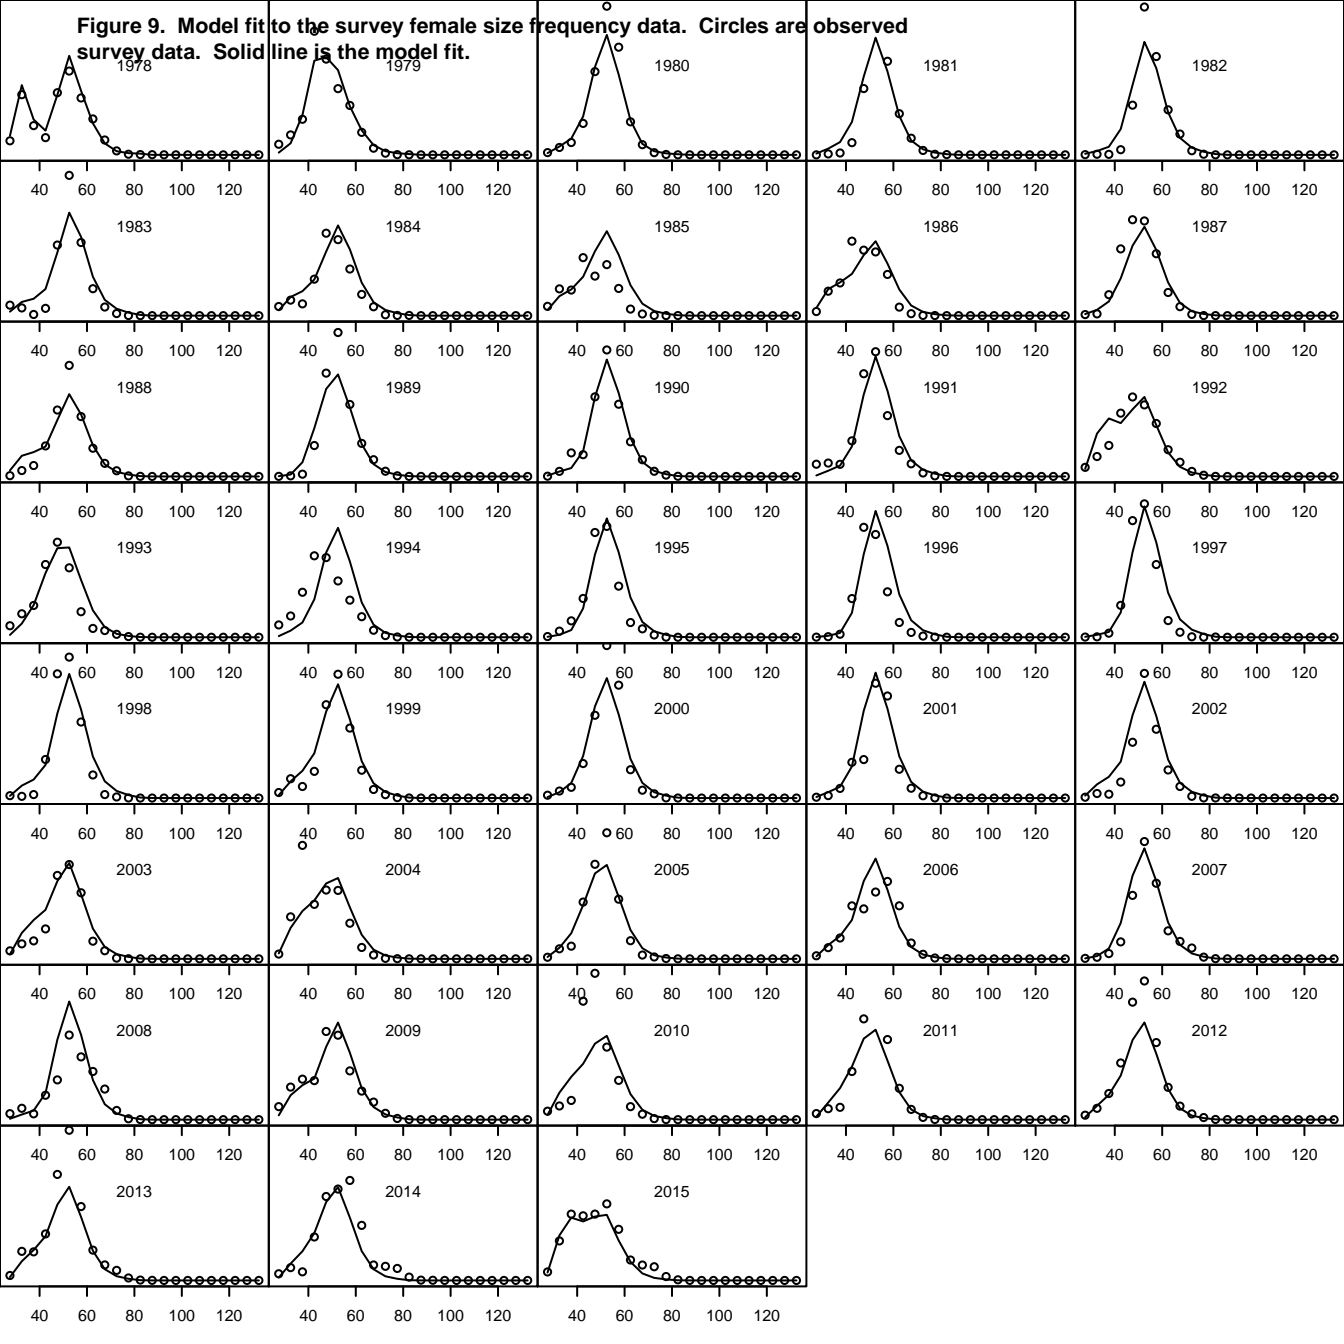 Figure 9. Model fit to the survey female size frequency data. Circles are observed
survey data. Solid line is the model fit.
1978 1979 1980 1981 1982
40 60 80 100 120 40 60 80 100 120 40 60 80 100 120 40 60 80 100 120 40 60 80 100 120
1983 1984 1985 1986 1987
40 60 80 100 120 40 60 80 100 120 40 60 80 100 120 40 60 80 100 120 40 60 80 100 120
1988 1989 1990 1991 1992
40 60 80 100 120 40 60 80 100 120 40 60 80 100 120 40 60 80 100 120 40 60 80 100 120
1993 1994 1995 1996 1997
40 60 80 100 120 40 60 80 100 120 40 60 80 100 120 40 60 80 100 120 40 60 80 100 120
1998 1999 2000 2001 2002
40 60 80 100 120 40 60 80 100 120 40 60 80 100 120 40 60 80 100 120 40 60 80 100 120
2003 2004 2005 2006 2007
40 60 80 100 120 40 60 80 100 120 40 60 80 100 120 40 60 80 100 120 40 60 80 100 120
2008 2009 2010 2011 2012
40 60 80 100 120 40 60 80 100 120 40 60 80 100 120 40 60 80 100 120 40 60 80 100 120
2013 2014 2015
40 60 80 100 120 40 60 80 100 120 40 60 80 100 120